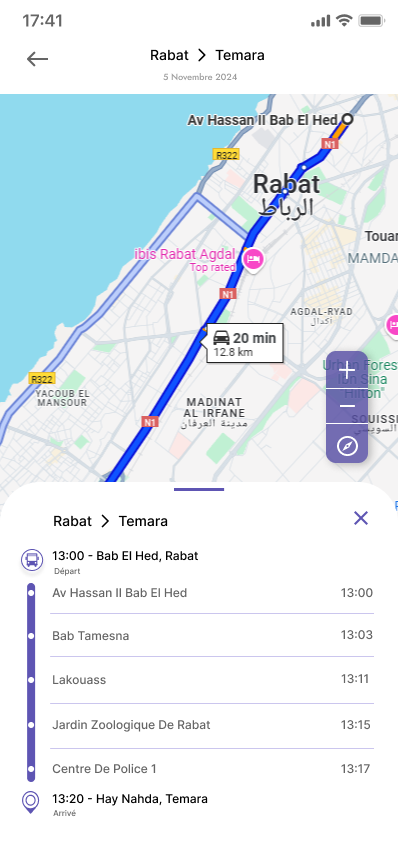 17:41
Rabat > Temara
5 Novembre 2024
Av Hassan II Bab El Hed
N1
R322
Rabat
الرباط
Touar
ibis Rabat Agdal
Top rated
MAMDA
N1
AGDAL-RYAD
أكدال
20 min
12.8 km
R322
YACOUB EL
MANSOUR
Urban Fores
Ibn Sina
Hilton"
MADINAT
AL IRFANE
مدينة العرفان
N1
SOUISS
السويسي
Rabat > Temara
13:00 - Bab El Hed, Rabat
Départ
Av Hassan II Bab El Hed 13:00
Bab Tamesna 13:03
Lakouass 13:11
Jardin Zoologique De Rabat 13:15
Centre De Police 1 13:17
13:20 - Hay Nahda, Temara
Arrivé